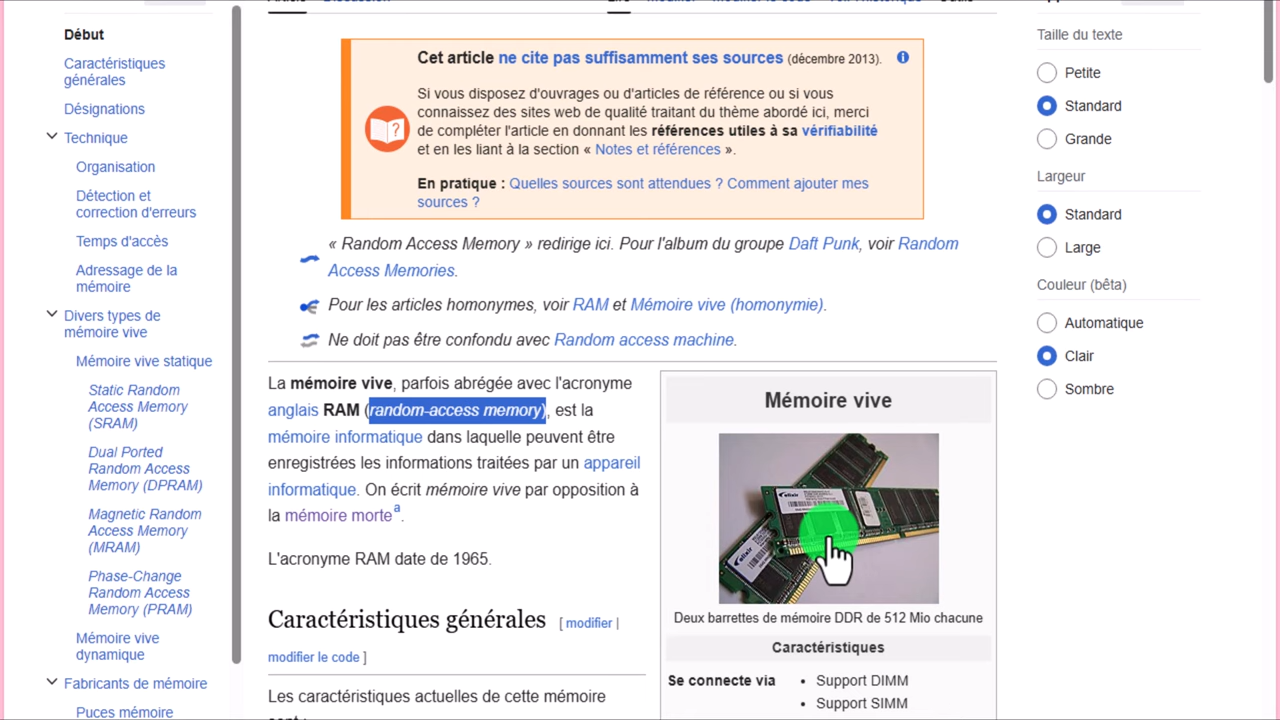 Début
Caractéristiques
générales
Désignations
Technique
Organisation
Détection et
correction d'erreurs
Temps d'accès
Adressage de la
mémoire
Divers types de
mémoire vive
Mémoire vive statique
Static Random
Access Memory
(SRAM)
Dual Ported
Random Access
Memory (DPRAM)
Magnetic Random
Access Memory
(MRAM)
Phase-Change
Random Access
Memory (PRAM)
Mémoire vive
dynamique
Fabricants de mémoire
Puces mémoire
Cet article ne cite pas suffisamment ses sources (décembre 2013).
Si vous disposez d'ouvrages ou d'articles de référence ou si vous
connaissez des sites web de qualité traitant du thème abordé ici, merci
de compléter l'article en donnant les références utiles à sa vérifiabilité
et en les liant à la section « Notes et références ».
En pratique : Quelles sources sont attendues ? Comment ajouter mes
sources ?
« Random Access Memory » redirige ici. Pour l'album du groupe Daft Punk, voir Random
Access Memories.
Pour les articles homonymes, voir RAM et Mémoire vive (homonymie).
Ne doit pas être confondu avec Random access machine.
La mémoire vive, parfois abrégée avec l'acronyme
anglais RAM (random-access memory), est la
mémoire informatique dans laquelle peuvent être
enregistrées les informations traitées par un appareil
informatique. On écrit mémoire vive par opposition à
la mémoire morte a.
L'acronyme RAM date de 1965.
Caractéristiques générales [ modifier |
modifier le code ]
Les caractéristiques actuelles de cette mémoire
Mémoire vive
elixir
elixir
Deux barrettes de mémoire DDR de 512 Mio chacune
Caractéristiques
Se connecte via • Support DIMM
• Support SIMM
Taille du texte
Petite
Standard
Grande
Largeur
Standard
Large
Couleur (bêta)
Automatique
Clair
Sombre